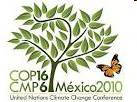 COP16
CMP6 México2010
United Nations Climate Change Conference